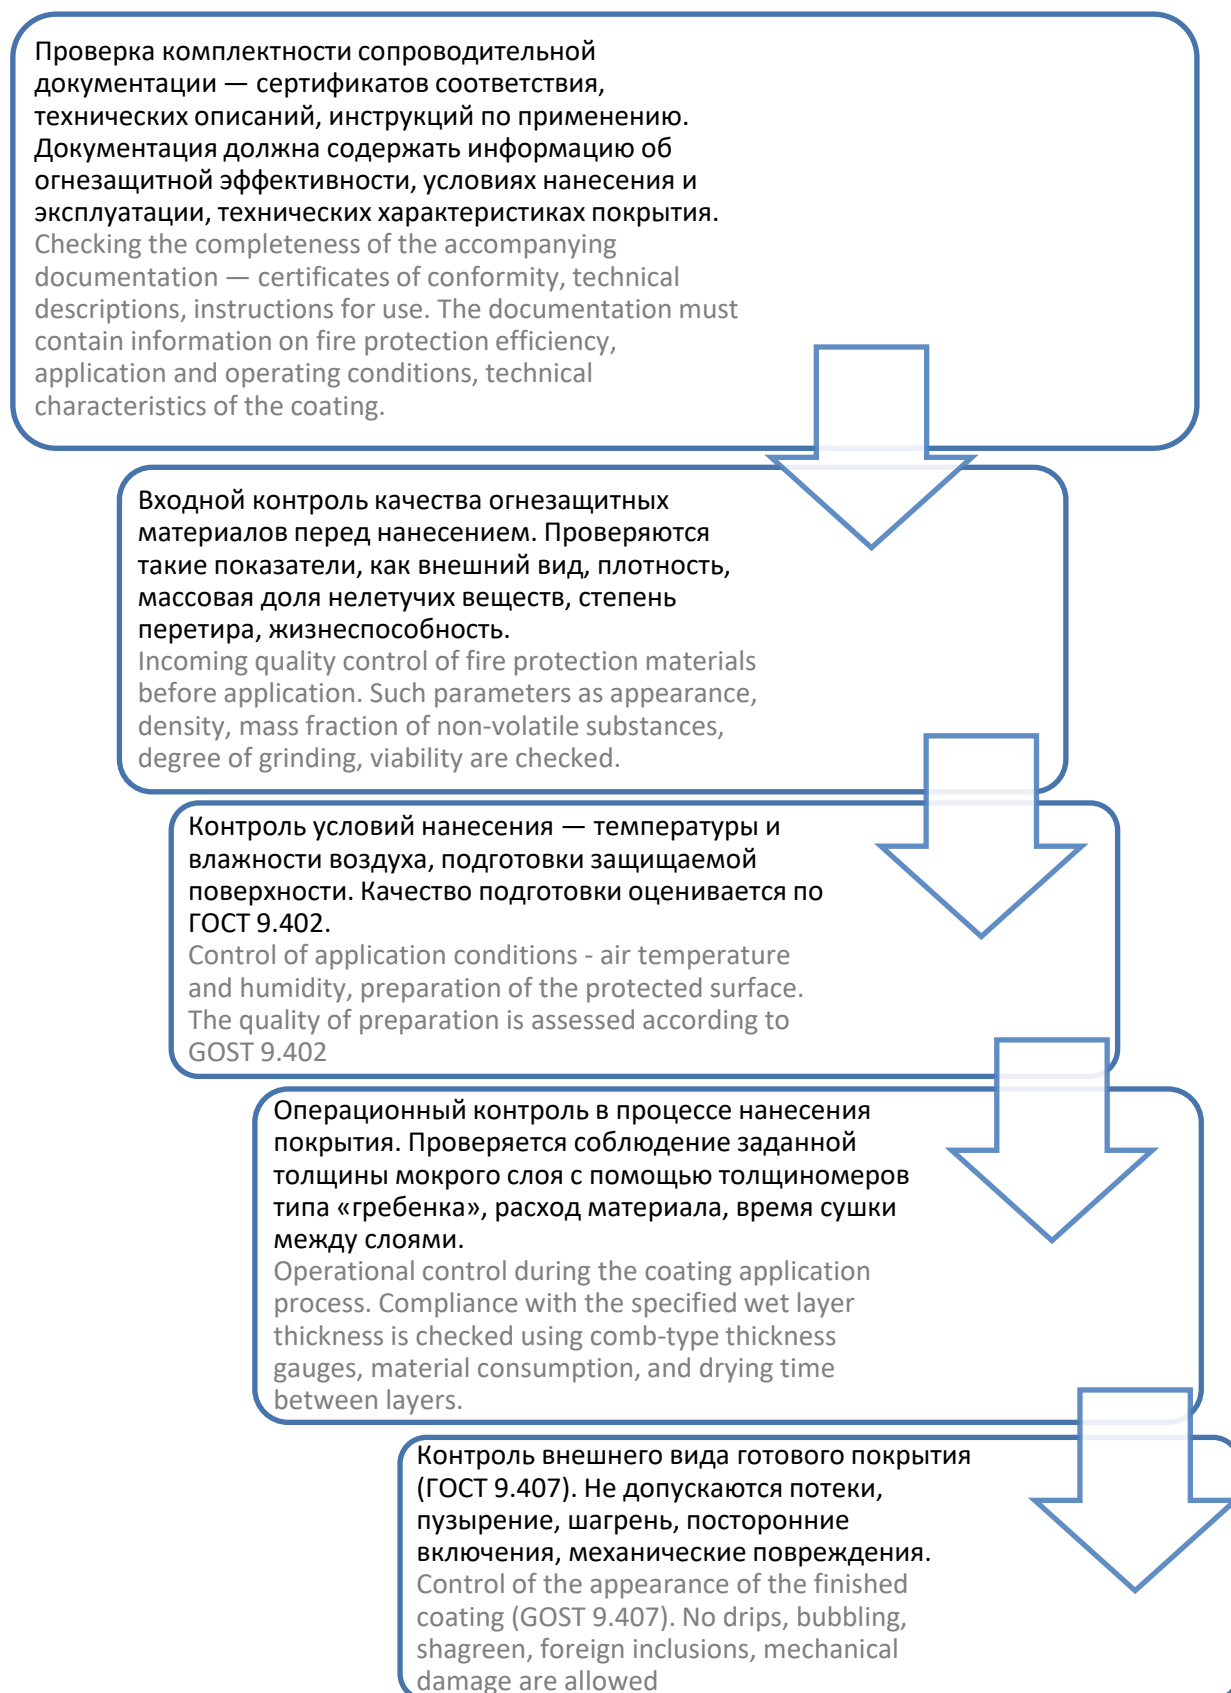 Проверка комплектности сопроводительной
документации — сертификатов соответствия,
технических описаний, инструкций по применению.
Документация должна содержать информацию об
огнезащитной эффективности, условиях нанесения и
эксплуатации, технических характеристиках покрытия.
Checking the completeness of the accompanying
documentation — certificates of conformity, technical
descriptions, instructions for use. The documentation must
contain information on fire protection efficiency,
application and operating conditions, technical
characteristics of the coating.
Входной контроль качества огнезащитных
материалов перед нанесением. Проверяются
такие показатели, как внешний вид, плотность,
массовая доля нелетучих веществ, степень
перетира, жизнеспособность.
Incoming quality control of fire protection materials
before application. Such parameters as appearance,
density, mass fraction of non-volatile substances,
degree of grinding, viability are checked.
Контроль условий нанесения — температуры и
влажности воздуха, подготовки защищаемой
поверхности. Качество подготовки оценивается по
ГОСТ 9.402.
Control of application conditions - air temperature
and humidity, preparation of the protected surface.
The quality of preparation is assessed according to
GOST 9.402
Операционный контроль в процессе нанесения
покрытия. Проверяется соблюдение заданной
толщины мокрого слоя с помощью толщиномеров
типа «гребенка», расход материала, время сушки
между слоями.
Operational control during the coating application
process. Compliance with the specified wet layer
thickness is checked using comb-type thickness
gauges, material consumption, and drying time
between layers.
Контроль внешнего вида готового покрытия
(ГОСТ 9.407). Не допускаются потеки,
пузырение, шагрень, посторонние
включения, механические повреждения.
Control of the appearance of the finished
coating (GOST 9.407). No drips, bubbling,
shagreen, foreign inclusions, mechanical
damage are allowed